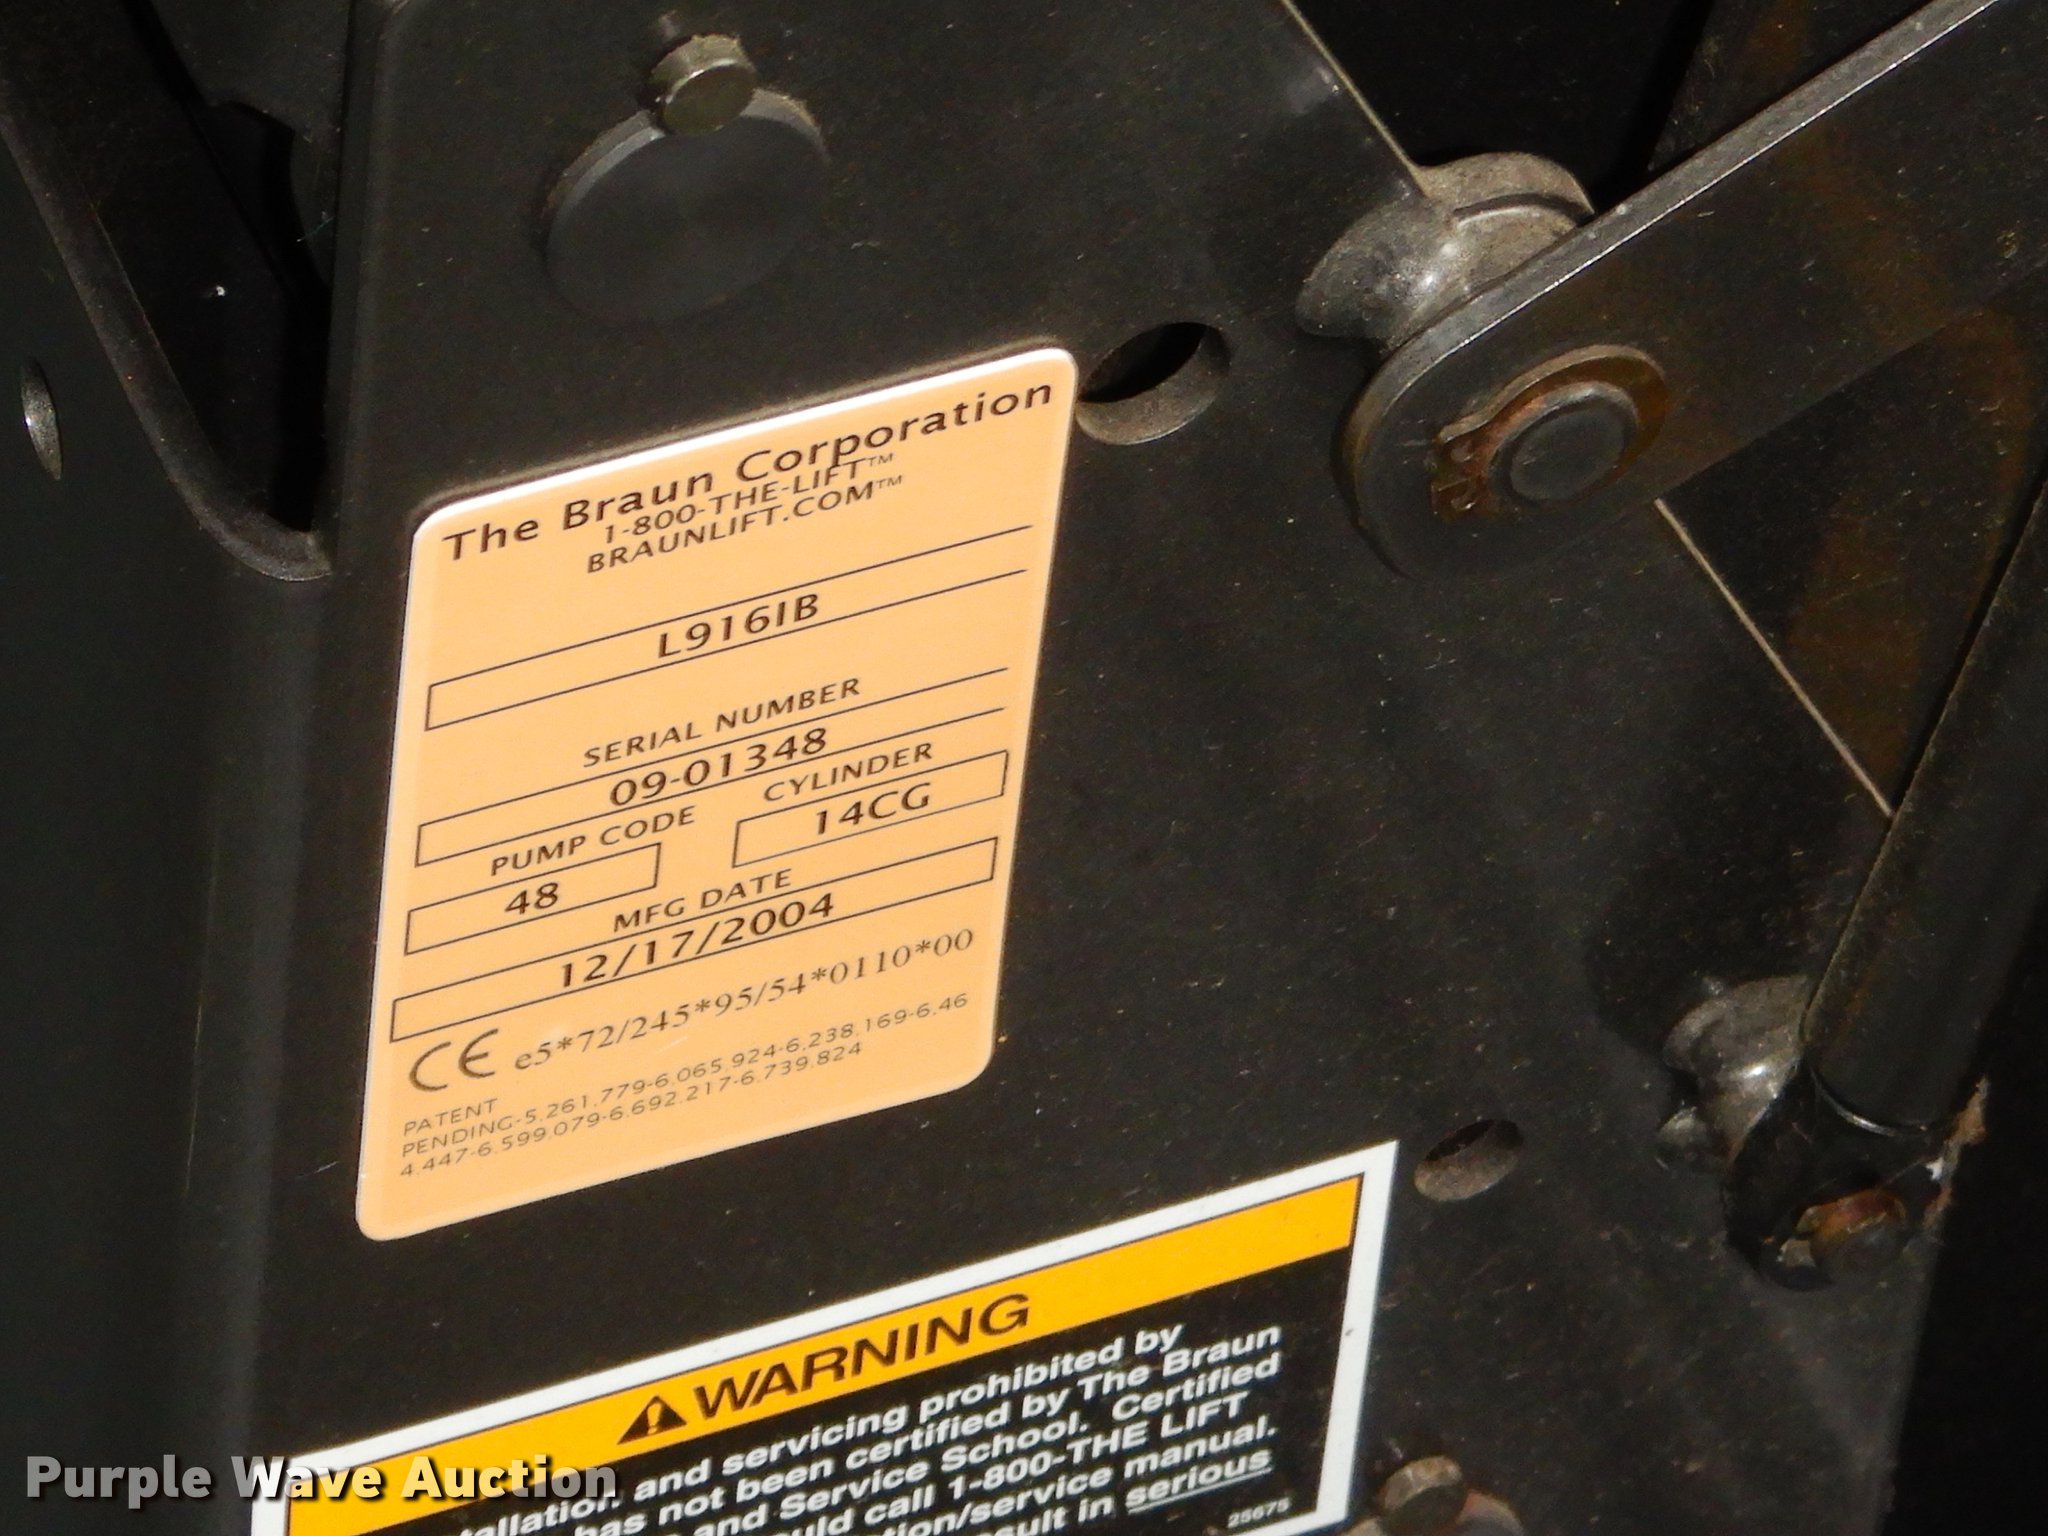 The Braun Corporation
1-800-THE-LIFT™
BRAUNLIFT.COM™
L916IB
SERIAL NUMBER
09-01348
PUMP CODE CYLINDER
48 14CG
MFG DATE
12/17/2004
CE e5*72/245*95/54*0110*00
PATENT
PENDING-5,261,779-6,065,924-6,238,169-6,46
4,447-6,599,079-6,692,217-6,739,824
WARNING
and servicing prohibited by
has not been certified by The Braun
and Service School. Certified
call 1-800-THE LIFT
manual.
in serious
25675
Purple Wave Auction